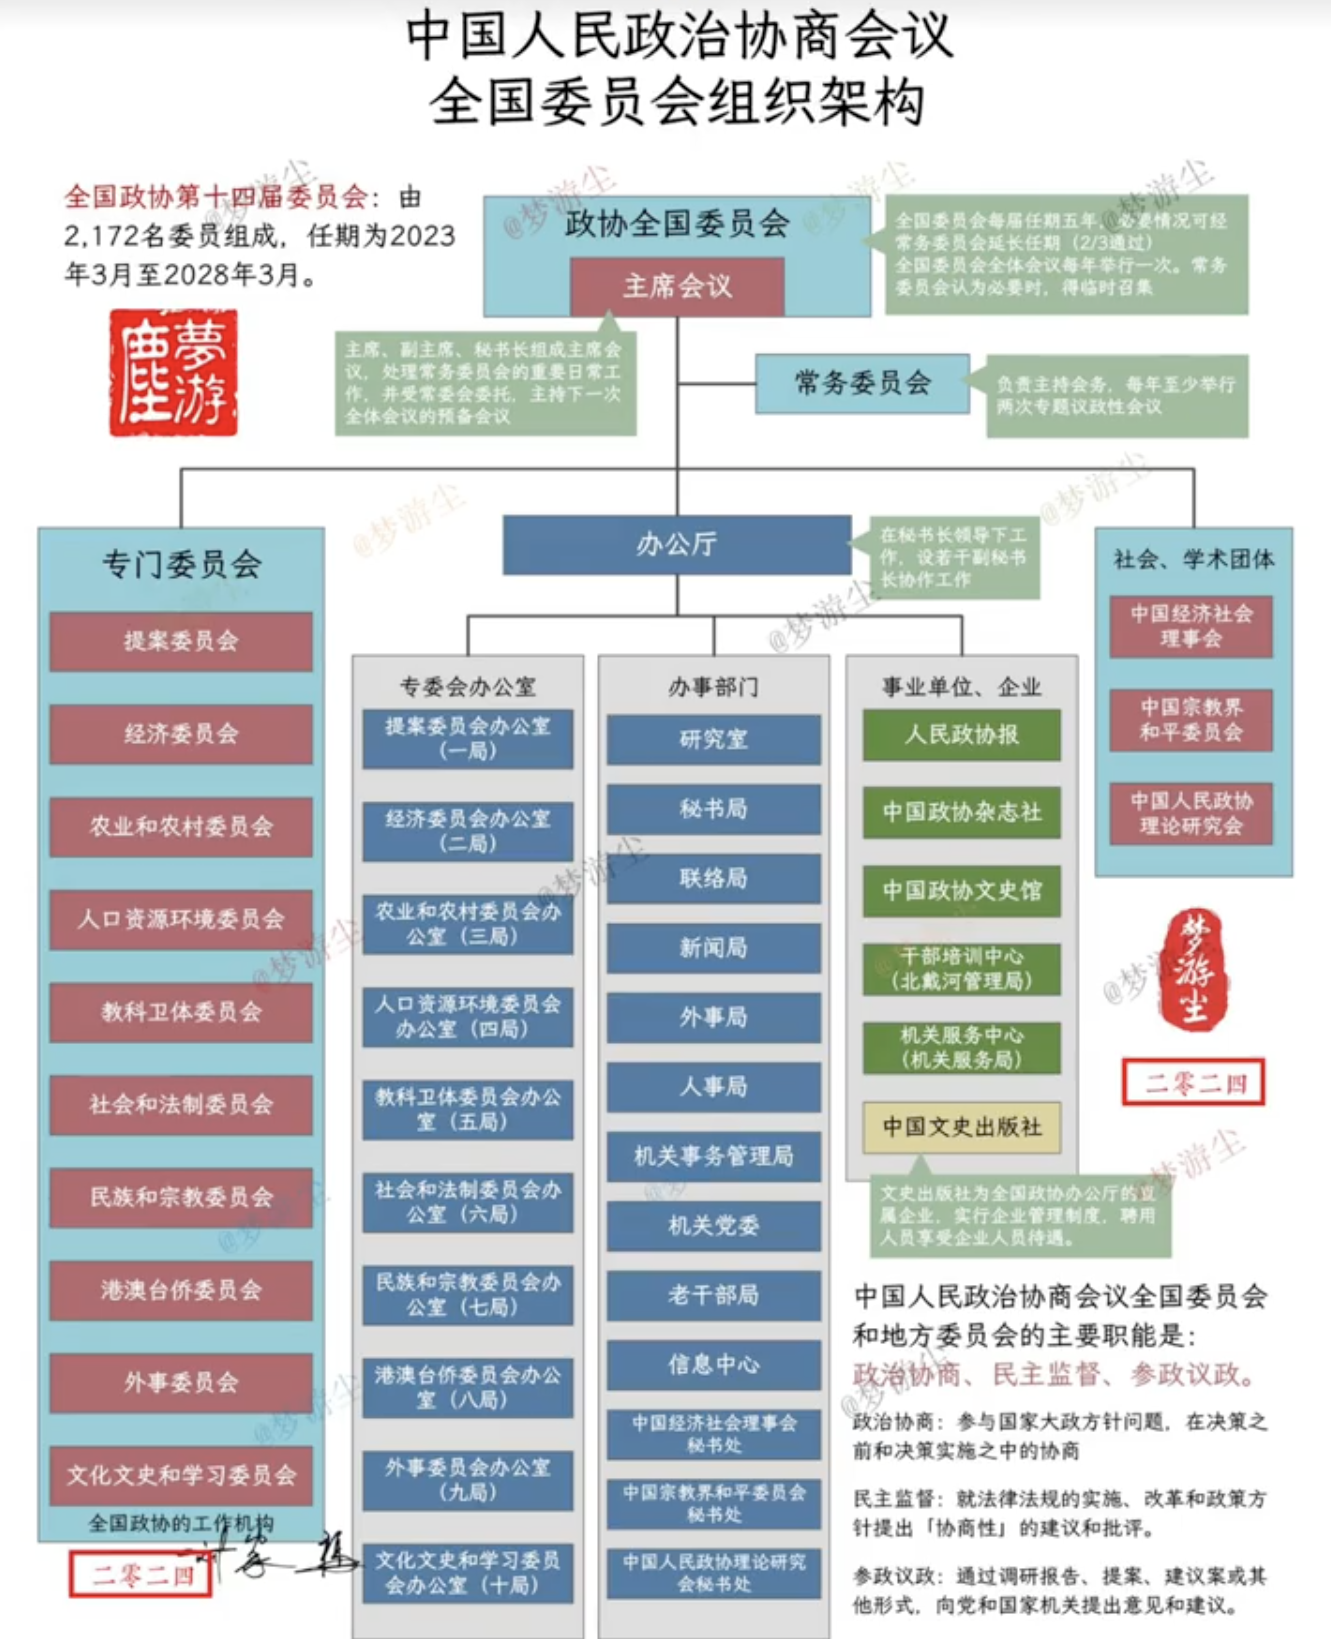 中国人民政治协商会议
全国委员会组织架构
全国政协第十四届委员会：由
2,172名委员组成，任期为2023
年3月至2028年3月。
夢游塵
政协全国委员会
主席会议
全国委员会每届任期五年，必要情况可经
常务委员会延长任期（2/3通过）
全国委员会全体会议每年举行一次。常务
委员会认为必要时，得临时召集
主席、副主席、秘书长组成主席会
议，处理常务委员会的重要日常工
作，并受常委会委托，主持下一次
全体会议的预备会议
常务委员会
负责主持会务，每年至少举行
两次专题议政性会议
专门委员会
提案委员会
经济委员会
农业和农村委员会
人口资源环境委员会
教科卫体委员会
社会和法制委员会
民族和宗教委员会
港澳台侨委员会
外事委员会
文化文史和学习委员会
全国政协的工作机构
二零二四
办公厅
在秘书长领导下工
作，设若干副秘书
长协作工作
专委会办公室
提案委员会办公室
（一局）
经济委员会办公室
（二局）
农业和农村委员会办
公室（三局）
人口资源环境委员会
办公室（四局）
教科卫体委员会办公
室（五局）
社会和法制委员会办
公室（六局）
民族和宗教委员会办
公室（七局）
港澳台侨委员会办公
室（八局）
外事委员会办公室
（九局）
文化文史和学习委员
会办公室（十局）
办事部门
研究室
秘书局
联络局
新闻局
外事局
人事局
机关事务管理局
机关党委
老干部局
信息中心
中国经济社会理事会
秘书处
中国宗教界和平委员会
秘书处
中国人民政协理论研究
会秘书处
事业单位、企业
人民政协报
中国政协杂志社
中国政协文史馆
干部培训中心
（北戴河管理局）
机关服务中心
（机关服务局）
中国文史出版社
文史出版社为全国政协办公厅的直
属企业，实行企业管理制度，聘用
人员享受企业人员待遇。
社会、学术团体
中国经济社会
理事会
中国宗教界
和平委员会
中国人民政协
理论研究会
梦游尘
二零二四
中国人民政治协商会议全国委员会
和地方委员会的主要职能是：
政治协商、民主监督、参政议政。
政治协商：参与国家大政方针问题，在决策之
前和决策实施之中的协商
民主监督：就法律法规的实施、改革和政策方
针提出「协商性」的建议和批评。
参政议政：通过调研报告、提案、建议案或其
他形式，向党和国家机关提出意见和建议。
@梦游尘
@梦游尘
@梦游尘
@梦游尘
@梦游尘
@梦游尘
@梦游尘
@梦游尘
@梦游尘
@梦游尘
@梦游尘
@梦游尘
@梦游尘